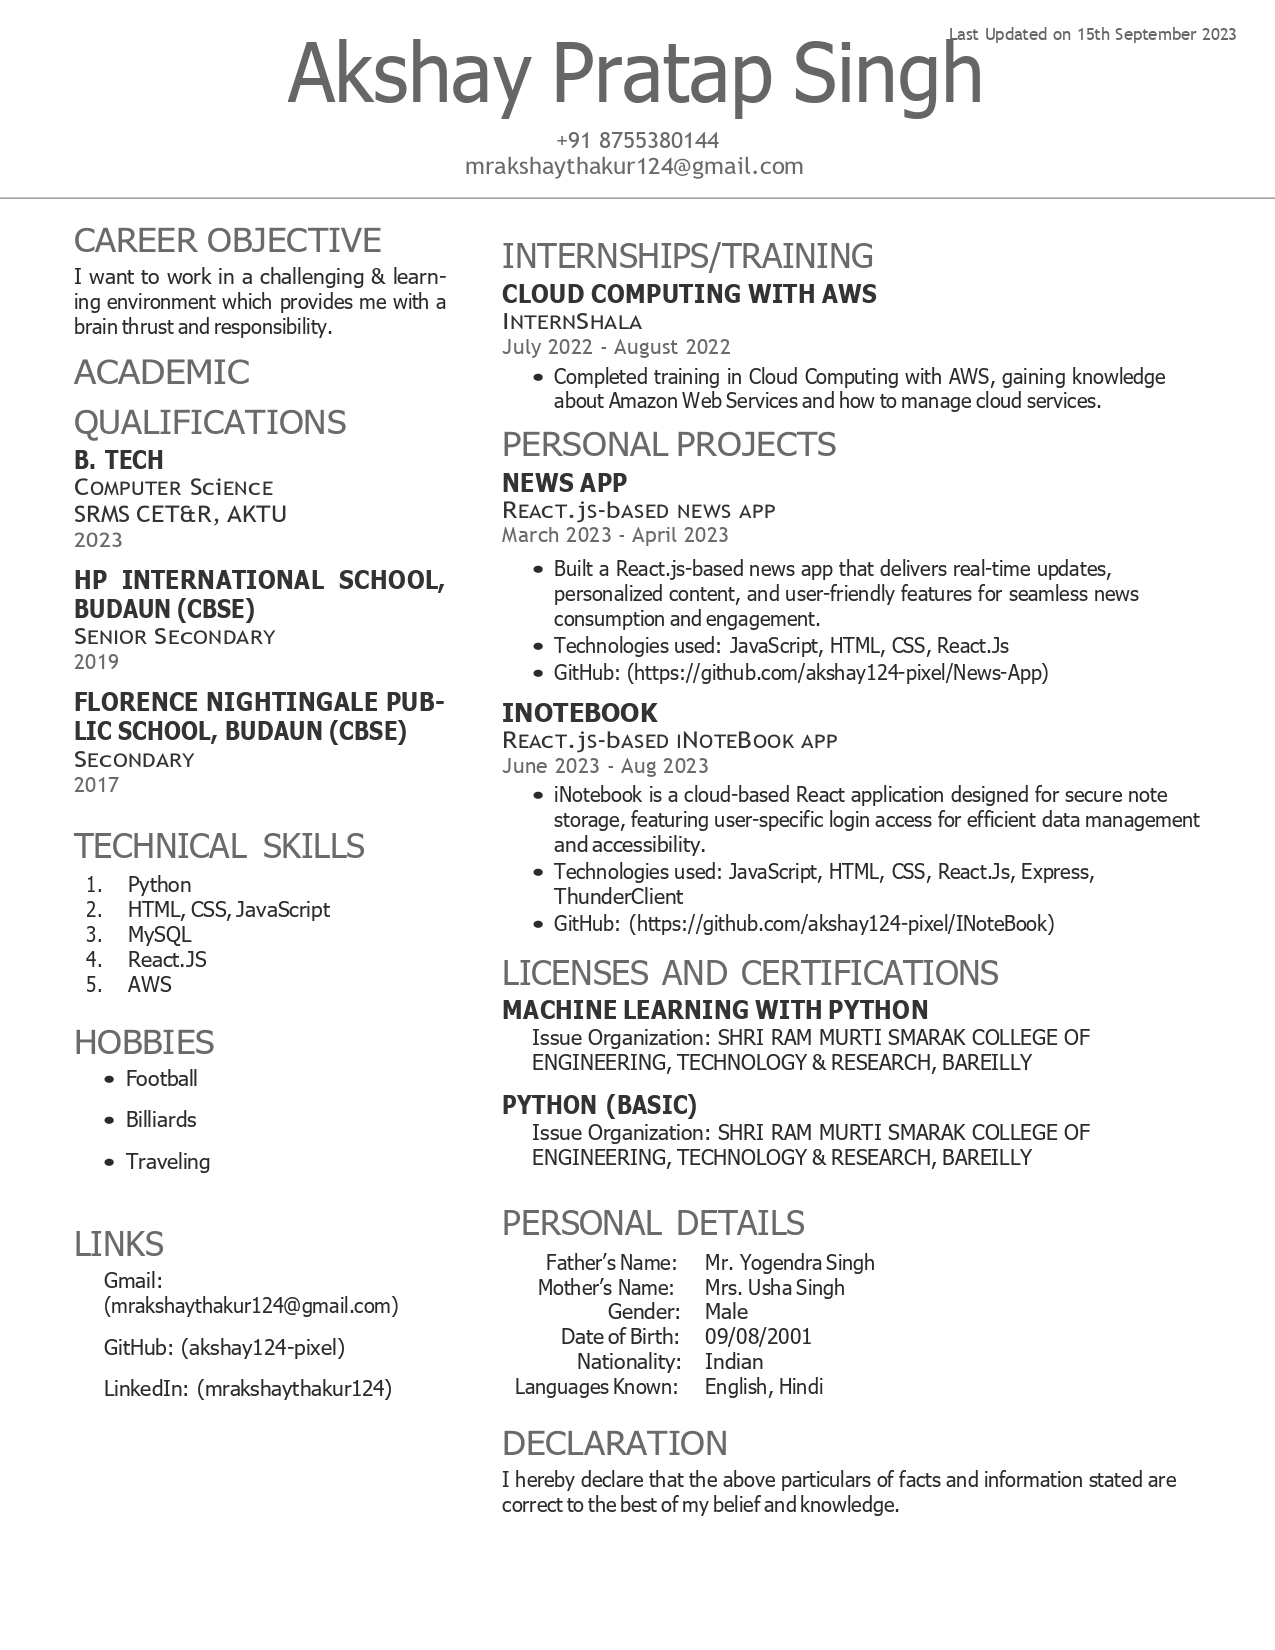 Last Updated on 15th September 2023
Akshay Pratap Singh
+91 8755380144
mrakshaythakur124@gmail.com
CAREER OBJECTIVE
I want to work in a challenging & learn-
ing environment which provides me with a
brain thrust and responsibility.
ACADEMIC
QUALIFICATIONS
B. TECH
Computer Science
SRMS CET&R, AKTU
2023
HP INTERNATIONAL SCHOOL,
BUDAUN (CBSE)
Senior Secondary
2019
FLORENCE NIGHTINGALE PUB-
LIC SCHOOL, BUDAUN (CBSE)
Secondary
2017
TECHNICAL SKILLS
1. Python
2. HTML, CSS, JavaScript
3. MySQL
4. React.JS
5. AWS
HOBBIES
• Football
• Billiards
• Traveling
LINKS
Gmail:
(mrakshaythakur124@gmail.com)
GitHub: (akshay124-pixel)
LinkedIn: (mrakshaythakur124)
INTERNSHIPS/TRAINING
CLOUD COMPUTING WITH AWS
InternShala
July 2022 - August 2022
• Completed training in Cloud Computing with AWS, gaining knowledge
about Amazon Web Services and how to manage cloud services.
PERSONAL PROJECTS
NEWS APP
React.js-based news app
March 2023 - April 2023
• Built a React.js-based news app that delivers real-time updates,
personalized content, and user-friendly features for seamless news
consumption and engagement.
• Technologies used: JavaScript, HTML, CSS, React.Js
• GitHub: (https://github.com/akshay124-pixel/News-App)
INOTEBOOK
React.js-based iNoteBook app
June 2023 - Aug 2023
• iNotebook is a cloud-based React application designed for secure note
storage, featuring user-specific login access for efficient data management
and accessibility.
• Technologies used: JavaScript, HTML, CSS, React.Js, Express,
ThunderClient
• GitHub: (https://github.com/akshay124-pixel/INoteBook)
LICENSES AND CERTIFICATIONS
MACHINE LEARNING WITH PYTHON
Issue Organization: SHRI RAM MURTI SMARAK COLLEGE OF
ENGINEERING, TECHNOLOGY & RESEARCH, BAREILLY
PYTHON (BASIC)
Issue Organization: SHRI RAM MURTI SMARAK COLLEGE OF
ENGINEERING, TECHNOLOGY & RESEARCH, BAREILLY
PERSONAL DETAILS
Father's Name: Mr. Yogendra Singh
Mother's Name: Mrs. Usha Singh
Gender: Male
Date of Birth: 09/08/2001
Nationality: Indian
Languages Known: English, Hindi
DECLARATION
I hereby declare that the above particulars of facts and information stated are
correct to the best of my belief and knowledge.